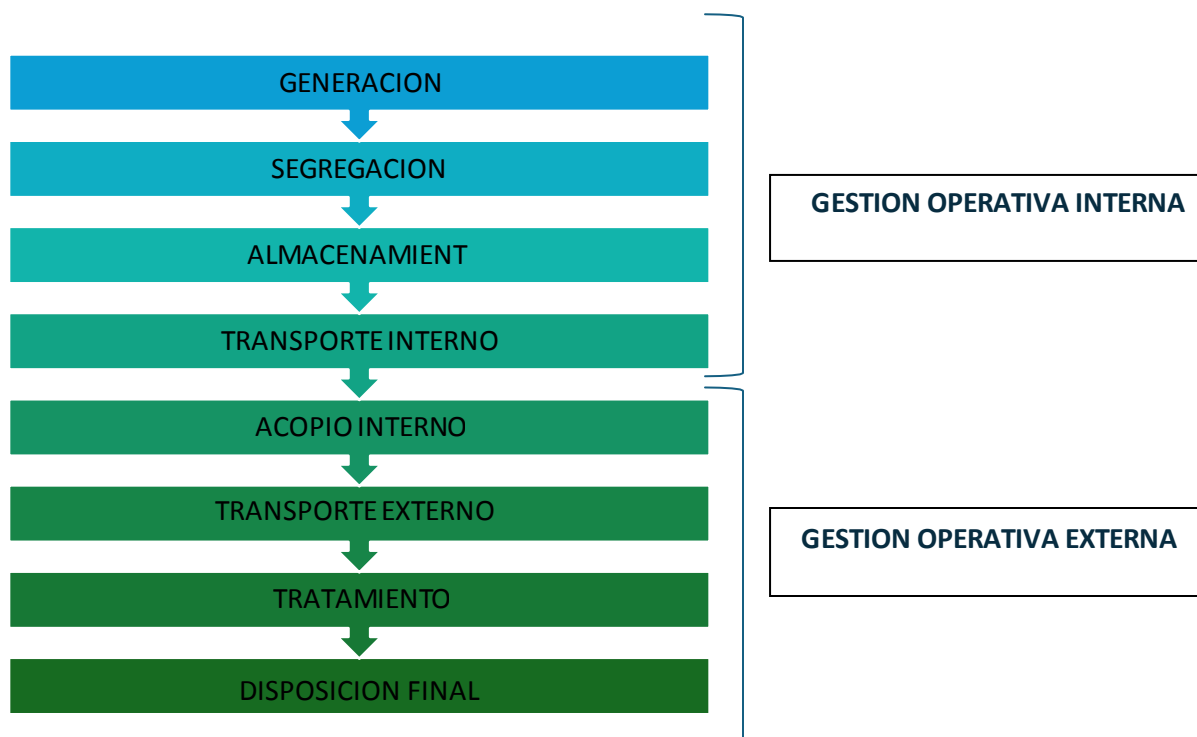 GENERACION
SEGREGACION
ALMACENAMIENT
TRANSPORTE INTERNO
ACOPIO INTERNO
TRANSPORTE EXTERNO
TRATAMIENTO
DISPOSICION FINAL
GESTION OPERATIVA INTERNA
GESTION OPERATIVA EXTERNA